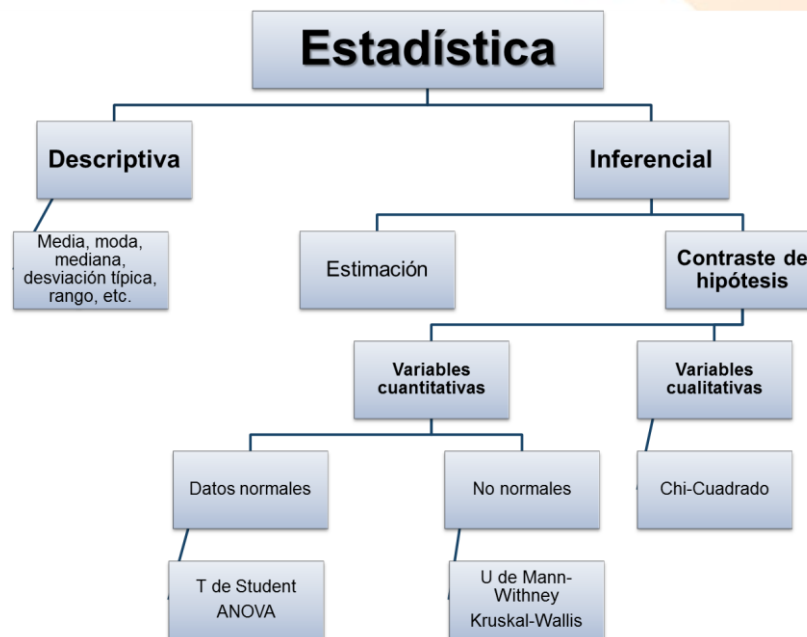 Estadística
Descriptiva
Inferencial
Media, moda,
mediana,
desviación típica,
rango, etc.
Estimación
Contraste de
hipótesis
Variables
cuantitativas
Variables
cualitativas
Datos normales
No normales
Chi-Cuadrado
T de Student
ANOVA
U de Mann-
Withney
Kruskal-Wallis